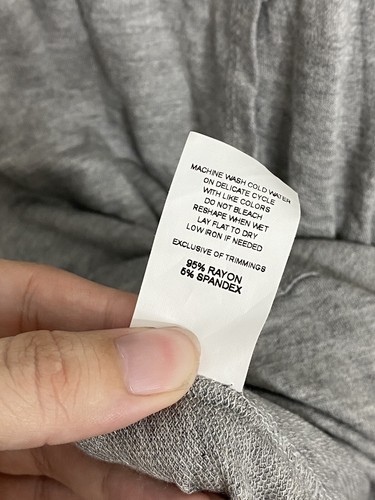 MACHINE WASH COLD WATER
ON DELICATE CYCLE
WITH LIKE COLORS
DO NOT BLEACH
RESHAPE WHEN WET
LAY FLAT TO DRY
LOW IRON IF NEEDED
EXCLUSIVE OF TRIMMINGS
95% RAYON
5% SPANDEX